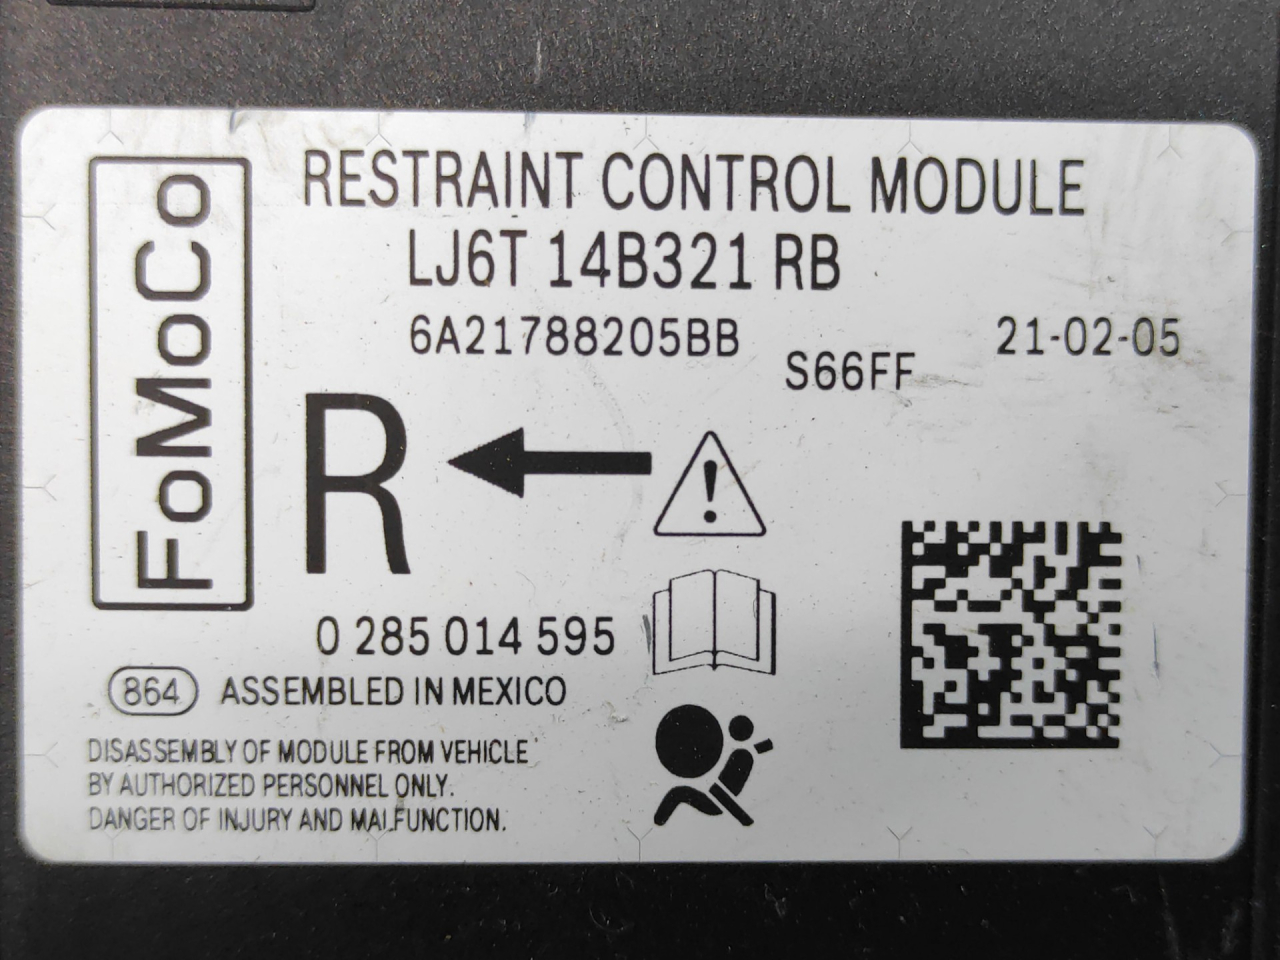 FoMoCo
RESTRAINT CONTROL MODULE
LJ6T 14B321 RB
6A21788205BB
21-02-05
S66FF
R
0 285 014 595
864 ASSEMBLED IN MEXICO
DISASSEMBLY OF MODULE FROM VEHICLE
BY AUTHORIZED PERSONNEL ONLY.
DANGER OF INJURY AND MALFUNCTION.